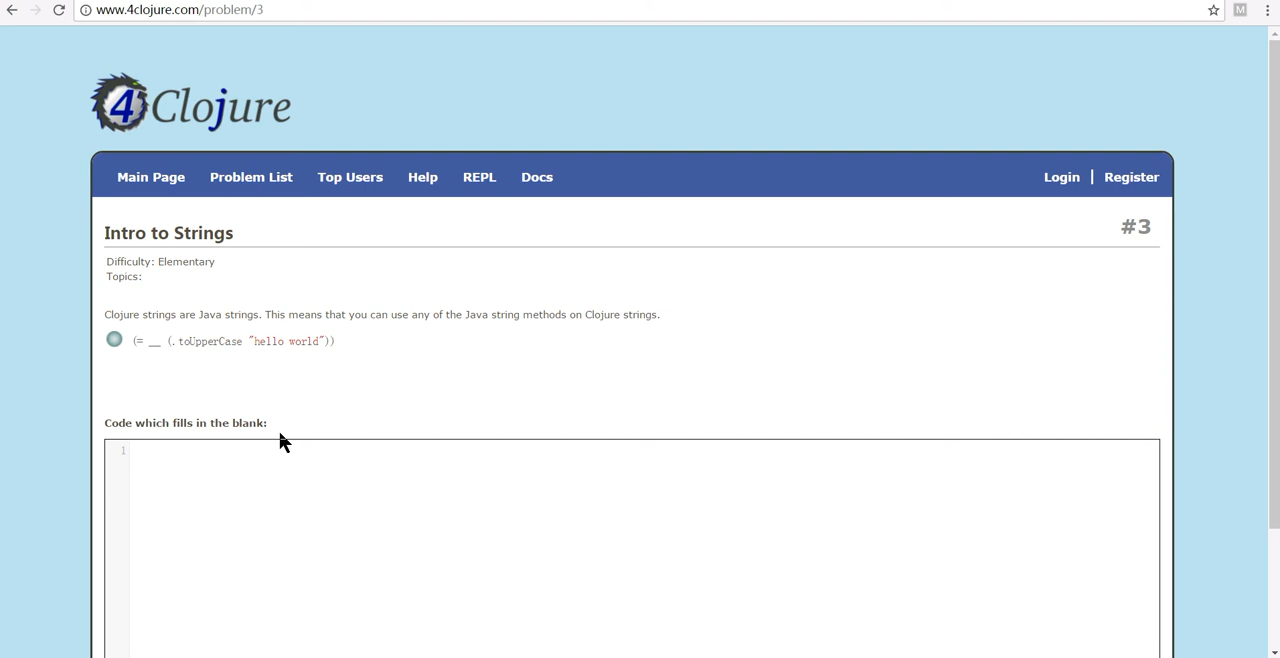 www.4clojure.com/problem/3
M
4Clojure
Main Page Problem List Top Users Help REPL Docs Login | Register
Intro to Strings #3
Difficulty: Elementary
Topics:
Clojure strings are Java strings. This means that you can use any of the Java string methods on Clojure strings.
(= __ (.toUpperCase "hello world"))
Code which fills in the blank:
1